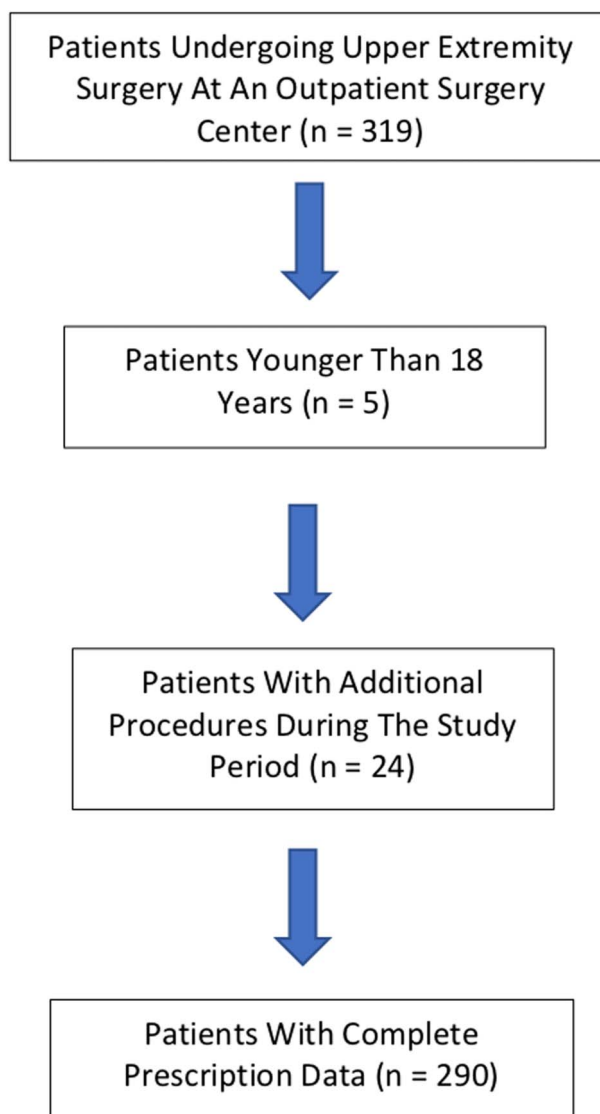 Patients Undergoing Upper Extremity
Surgery At An Outpatient Surgery
Center (n = 319)
Patients Younger Than 18
Years (n = 5)
Patients With Additional
Procedures During The Study
Period (n = 24)
Patients With Complete
Prescription Data (n = 290)